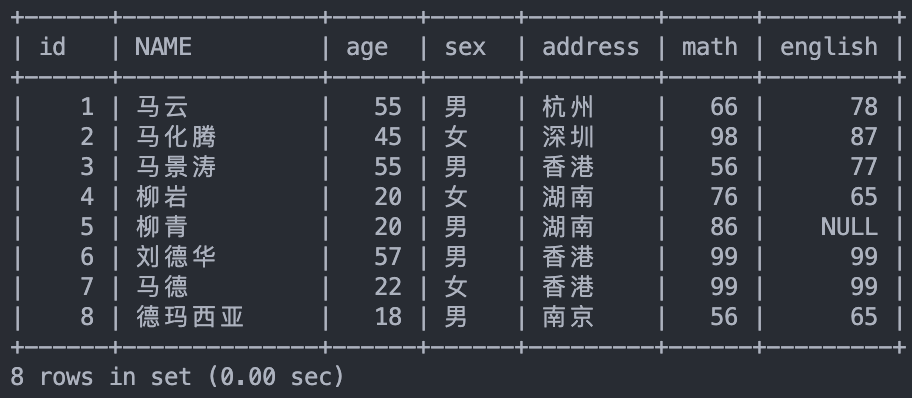 +------+-----------+------+------+---------+------+---------+
| id   | NAME      | age  | sex  | address | math | english |
+------+-----------+------+------+---------+------+---------+
| 1 | 马云 | 55 | 男 | 杭州 | 66 | 78 |
| 2 | 马化腾 | 45 | 女 | 深圳 | 98 | 87 |
| 3 | 马景涛 | 55 | 男 | 香港 | 56 | 77 |
| 4 | 柳岩 | 20 | 女 | 湖南 | 76 | 65 |
| 5 | 柳青 | 20 | 男 | 湖南 | 86 | NULL |
| 6 | 刘德华 | 57 | 男 | 香港 | 99 | 99 |
| 7 | 马德 | 22 | 女 | 香港 | 99 | 99 |
| 8 | 德玛西亚 | 18 | 男 | 南京 | 56 | 65 |
+------+-----------+------+------+---------+------+---------+
8 rows in set (0.00 sec)